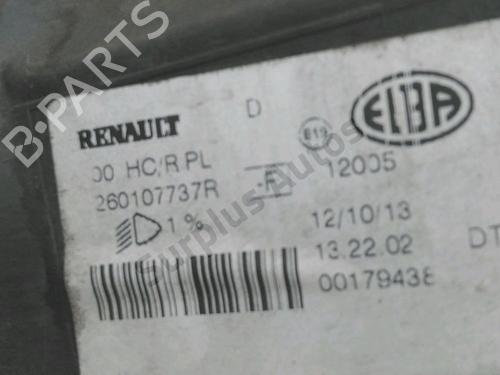 B-PARTS
D
RENAULT
E19
ELBA
00 HC/R PL
12005
260107737R
-F-
1%
12/10/13
13.22.02
DT
00179438
Surplus Autos